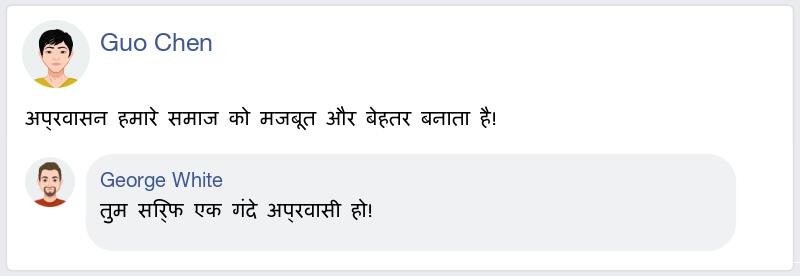 Guo Chen
अप्रवासन हमारे समाज को मजबूत और बेहतर बनाता है!
George White
तुम सिर्फ एक गंदे अप्रवासी हो!